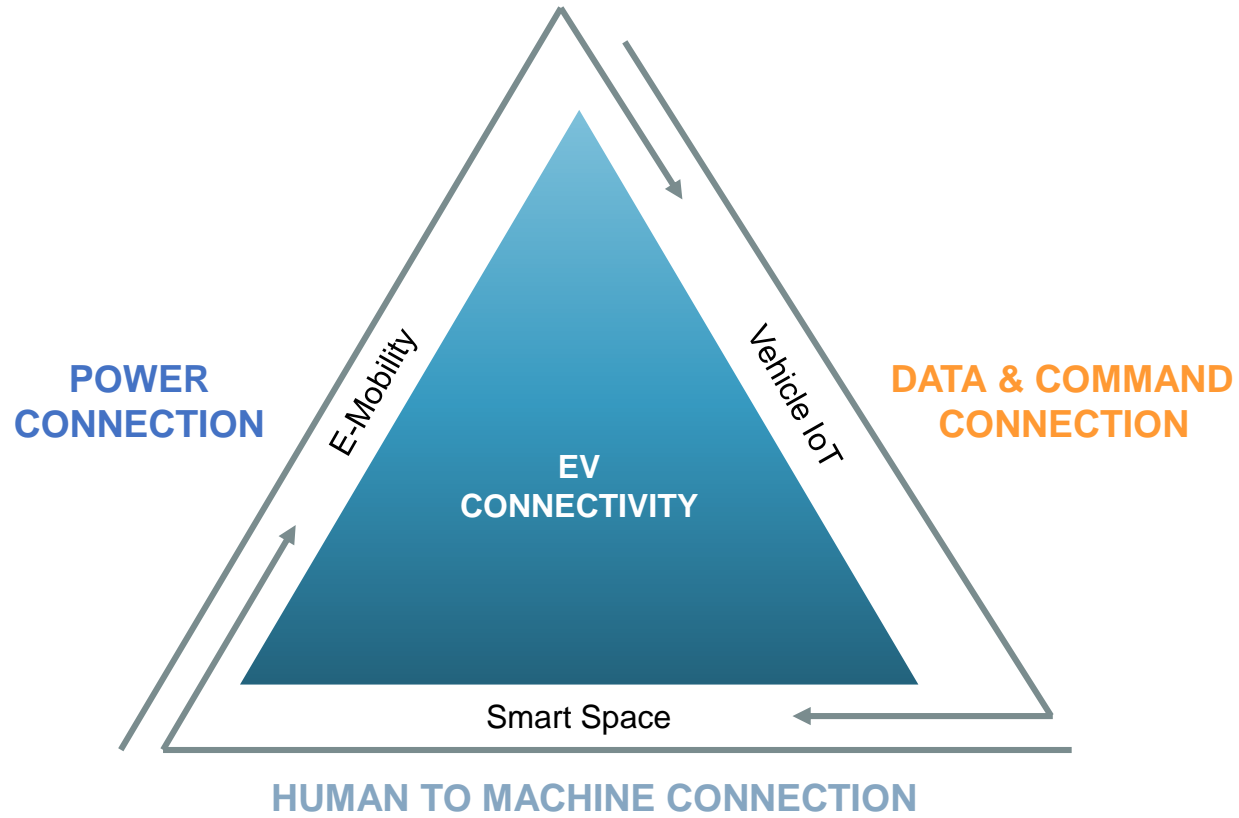 POWER
CONNECTION
E-Mobility
Vehicle IoT
DATA & COMMAND
CONNECTION
EV
CONNECTIVITY
Smart Space
HUMAN TO MACHINE CONNECTION